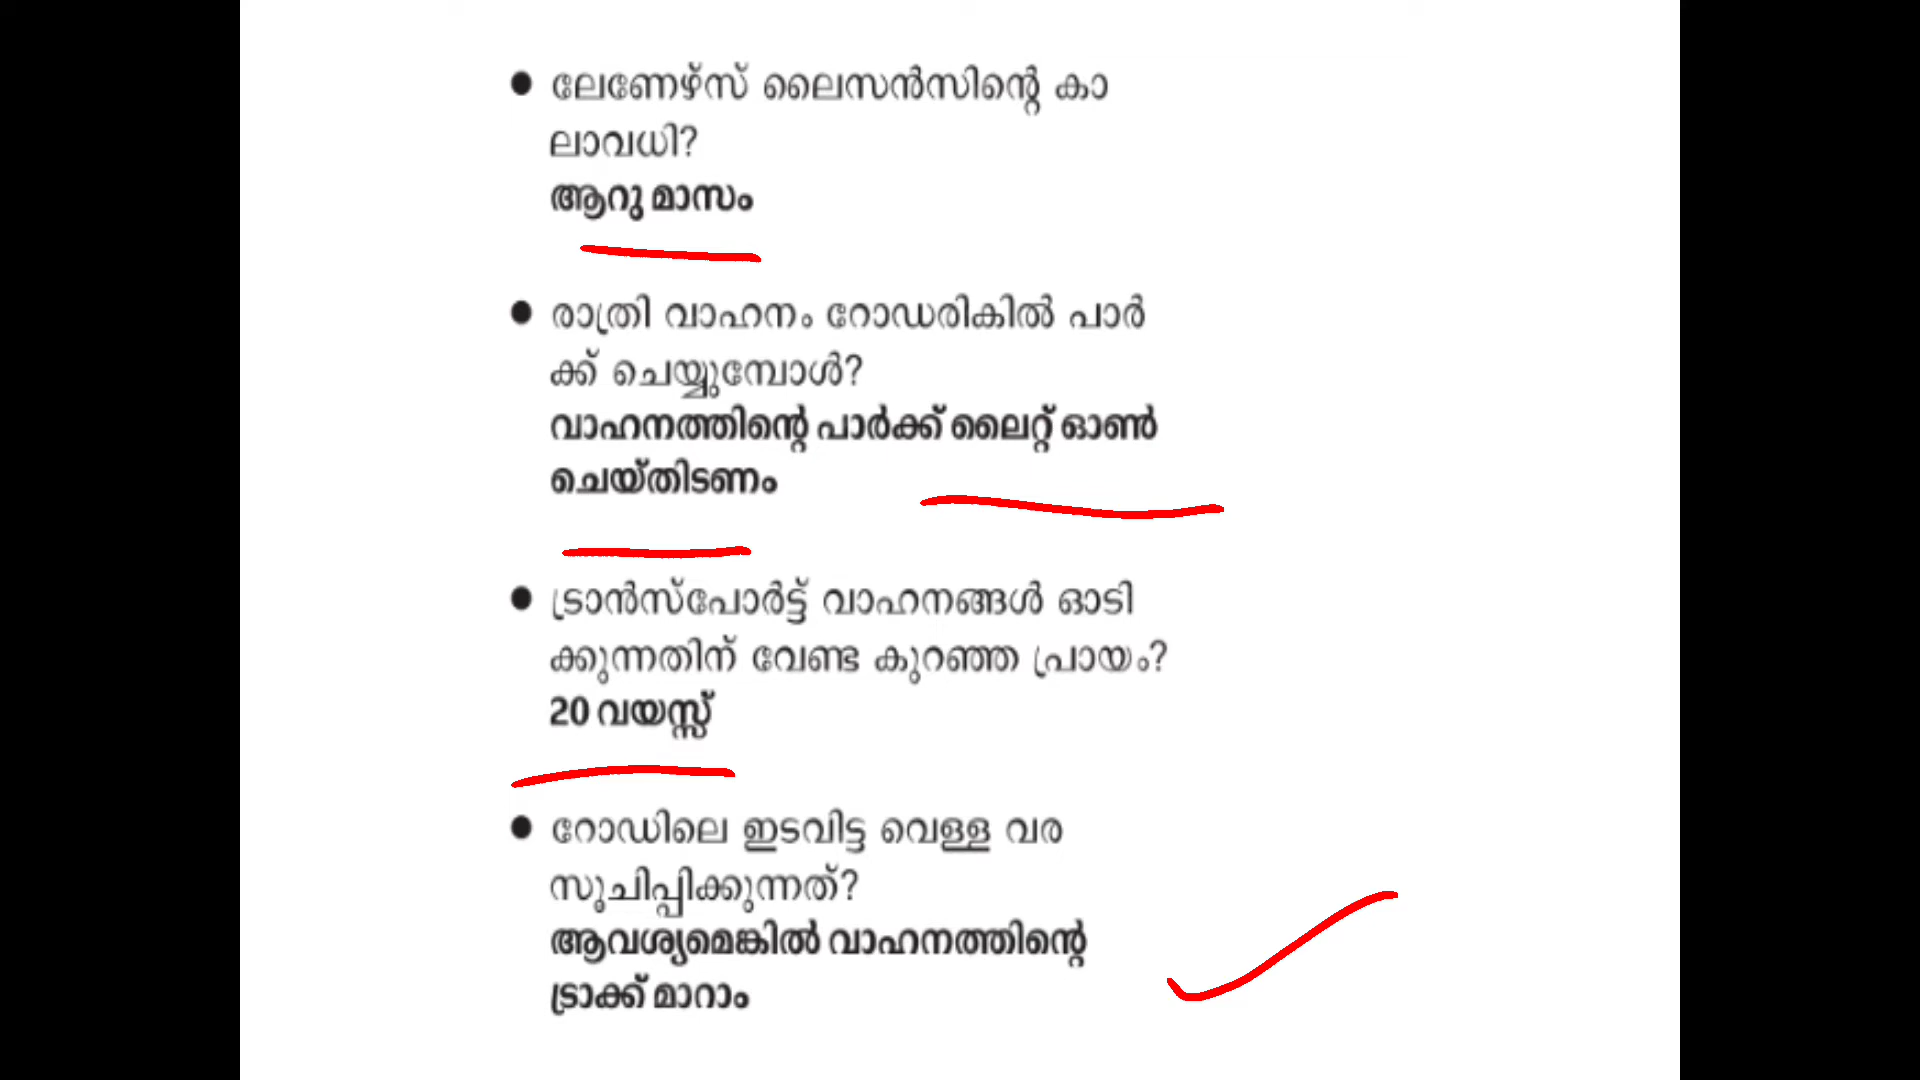 ● ലേണേഴ്സ് ലൈസൻസിന്റെ കാ
ലാവധി?
ആറു മാസം
● രാത്രി വാഹനം റോഡരികിൽ പാർ
ക്ക് ചെയ്യുമ്പോൾ?
വാഹനത്തിന്റെ പാർക്ക് ലൈറ്റ് ഓൺ
ചെയ്തിടണം
● ട്രാൻസ്പോർട്ട് വാഹനങ്ങൾ ഓടി
ക്കുന്നതിന് വേണ്ട കുറഞ്ഞ പ്രായം?
20 വയസ്സ്
● റോഡിലെ ഇടവിട്ട വെള്ള വര
സൂചിപ്പിക്കുന്നത്?
ആവശ്യമെങ്കിൽ വാഹനത്തിന്റെ
ട്രാക്ക് മാറാം